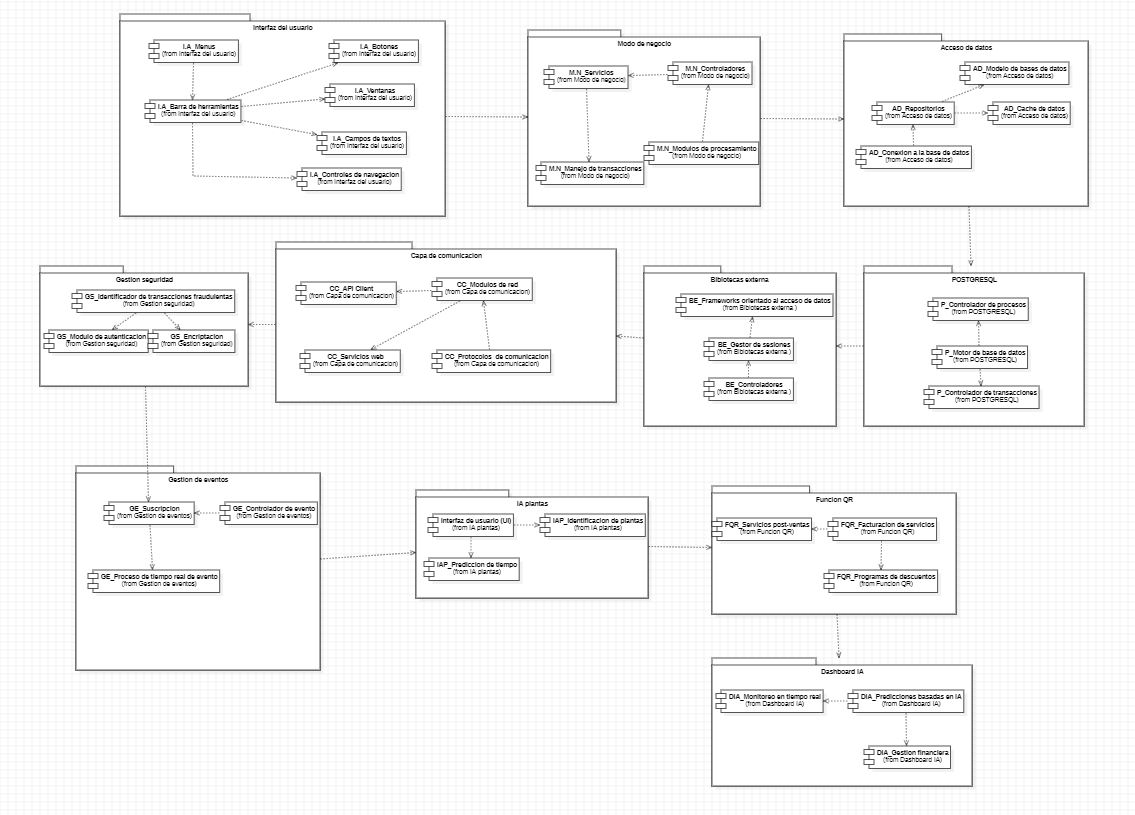 Interfaz del usuario
I.A_Menus
(from Interfaz del usuario)
I.A_Botones
(from Interfaz del usuario)
I.A_Ventanas
(from Interfaz del usuario)
I.A_Barra de herramientas
(from Interfaz del usuario)
I.A_Campos de textos
(from Interfaz del usuario)
I.A_Controles de navegacion
(from Interfaz del usuario)
Modo de negocio
M.N_Servicios
(from Modo de negocio)
M.N_Controladores
(from Modo de negocio)
M.N_Modulos de procesamiento
(from Modo de negocio)
M.N_Manejo de transacciones
(from Modo de negocio)
Acceso de datos
AD_Modelo de bases de datos
(from Acceso de datos)
AD_Repositorios
(from Acceso de datos)
AD_Cache de datos
(from Acceso de datos)
AD_Conexion a la base de datos
(from Acceso de datos)
Gestion seguridad
GS_Identificador de transacciones fraudulentas
(from Gestion seguridad)
GS_Modulo de autenticacion
(from Gestion seguridad)
GS_Encriptacion
(from Gestion seguridad)
Capa de comunicacion
CC_API Client
(from Capa de comunicacion)
CC_Modulos de red
(from Capa de comunicacion)
CC_Servicios web
(from Capa de comunicacion)
CC_Protocolos de comunicacion
(from Capa de comunicacion)
Bibliotecas externa
BE_Frameworks orientado al acceso de datos
(from Bibliotecas externa )
BE_Gestor de sesiones
(from Bibliotecas externa )
BE_Controladores
(from Bibliotecas externa )
POSTGRESQL
P_Controlador de procesos
(from POSTGRESQL)
P_Motor de base de datos
(from POSTGRESQL)
P_Controlador de transacciones
(from POSTGRESQL)
Gestion de eventos
GE_Suscripcion
(from Gestion de eventos)
GE_Controlador de evento
(from Gestion de eventos)
GE_Proceso de tiempo real de evento
(from Gestion de eventos)
IA plantas
Interfaz de usuario (UI)
(from IA plantas)
IAP_Identificacion de plantas
(from IA plantas)
IAP_Prediccion de tiempo
(from IA plantas)
Funcion QR
FQR_Servicios post-ventas
(from Funcion QR)
FQR_Facturacion de servicios
(from Funcion QR)
FQR_Programas de descuentos
(from Funcion QR)
Dashboard IA
DIA_Monitoreo en tiempo real
(from Dashboard IA)
DIA_Predicciones basadas en IA
(from Dashboard IA)
DIA_Gestion financiera
(from Dashboard IA)